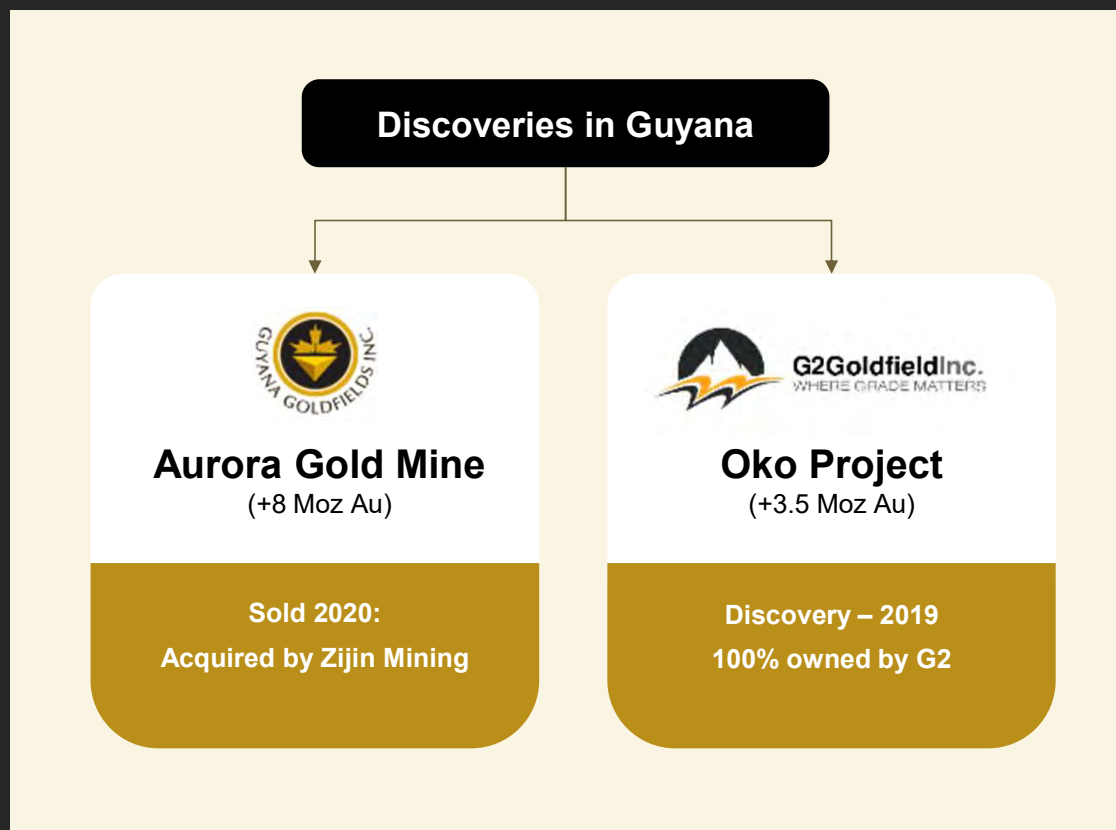 Discoveries in Guyana
GUYANA GOLDFIELDS INC.
Aurora Gold Mine
(+8 Moz Au)
Sold 2020:
Acquired by Zijin Mining
G2GoldfieldInc.
WHERE GRADE MATTERS
Oko Project
(+3.5 Moz Au)
Discovery – 2019
100% owned by G2